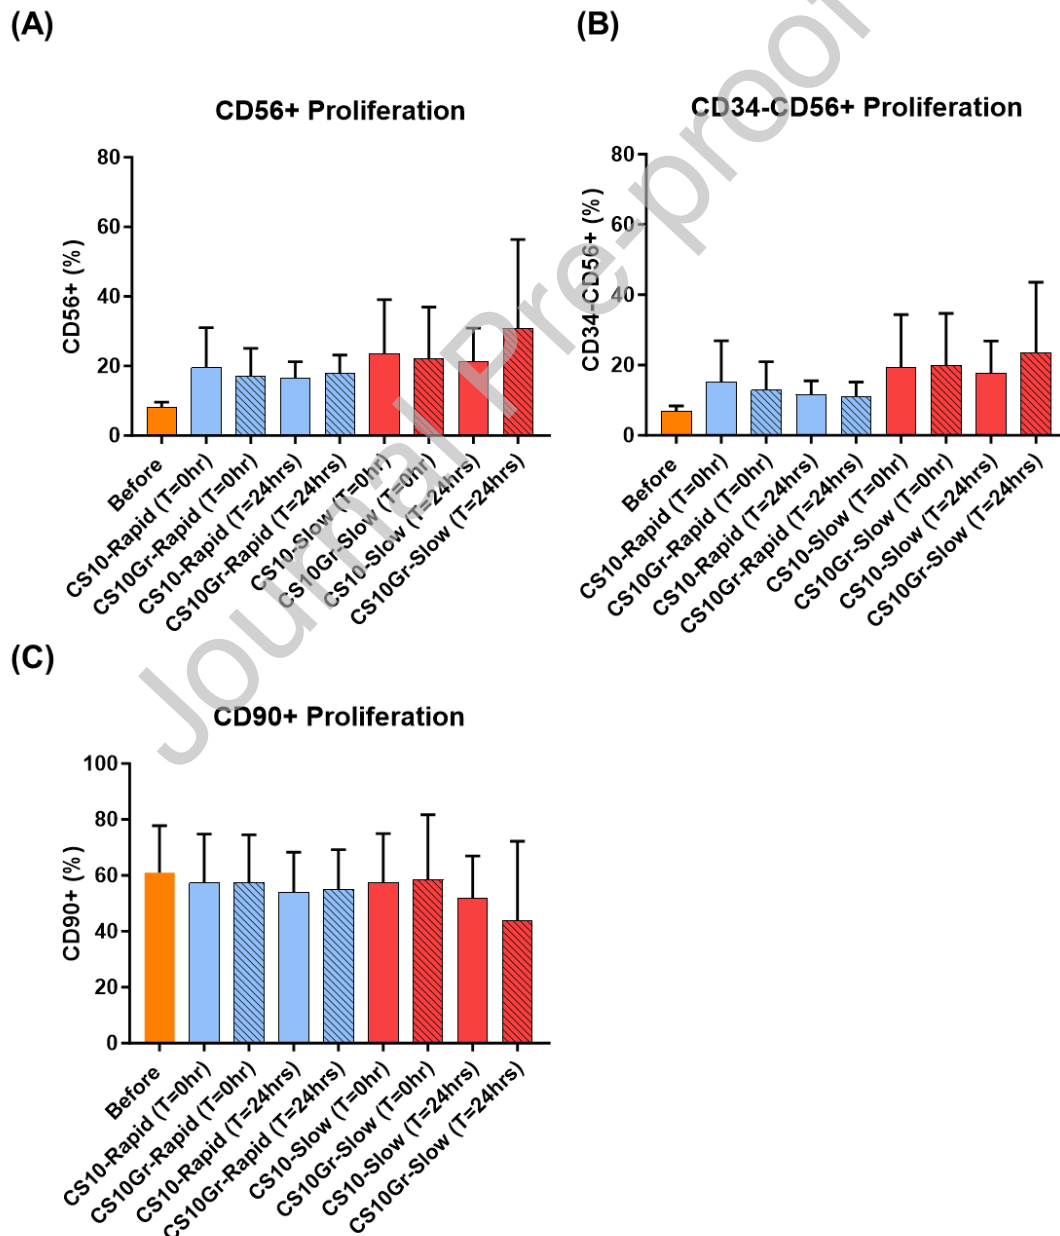 (A)
CD56+ Proliferation
CD56+ (%)
80
60
40
20
0
Before
CS10-Rapid (T=0hr)
CS10Gr-Rapid (T=0hr)
CS10-Rapid (T=24hrs)
CS10Gr-Rapid (T=24hrs)
CS10-Slow (T=0hr)
CS10Gr-Slow (T=0hr)
CS10-Slow (T=24hrs)
CS10Gr-Slow (T=24hrs)
(B)
CD34-CD56+ Proliferation
CD34-CD56+ (%)
80
60
40
20
0
Before
CS10-Rapid (T=0hr)
CS10Gr-Rapid (T=0hr)
CS10-Rapid (T=24hrs)
CS10Gr-Rapid (T=24hrs)
CS10-Slow (T=0hr)
CS10Gr-Slow (T=0hr)
CS10-Slow (T=24hrs)
CS10Gr-Slow (T=24hrs)
(C)
CD90+ Proliferation
CD90+ (%)
100
80
60
40
20
0
Before
CS10-Rapid (T=0hr)
CS10Gr-Rapid (T=0hr)
CS10-Rapid (T=24hrs)
CS10Gr-Rapid (T=24hrs)
CS10-Slow (T=0hr)
CS10Gr-Slow (T=0hr)
CS10-Slow (T=24hrs)
CS10Gr-Slow (T=24hrs)
Journal Pre-proof